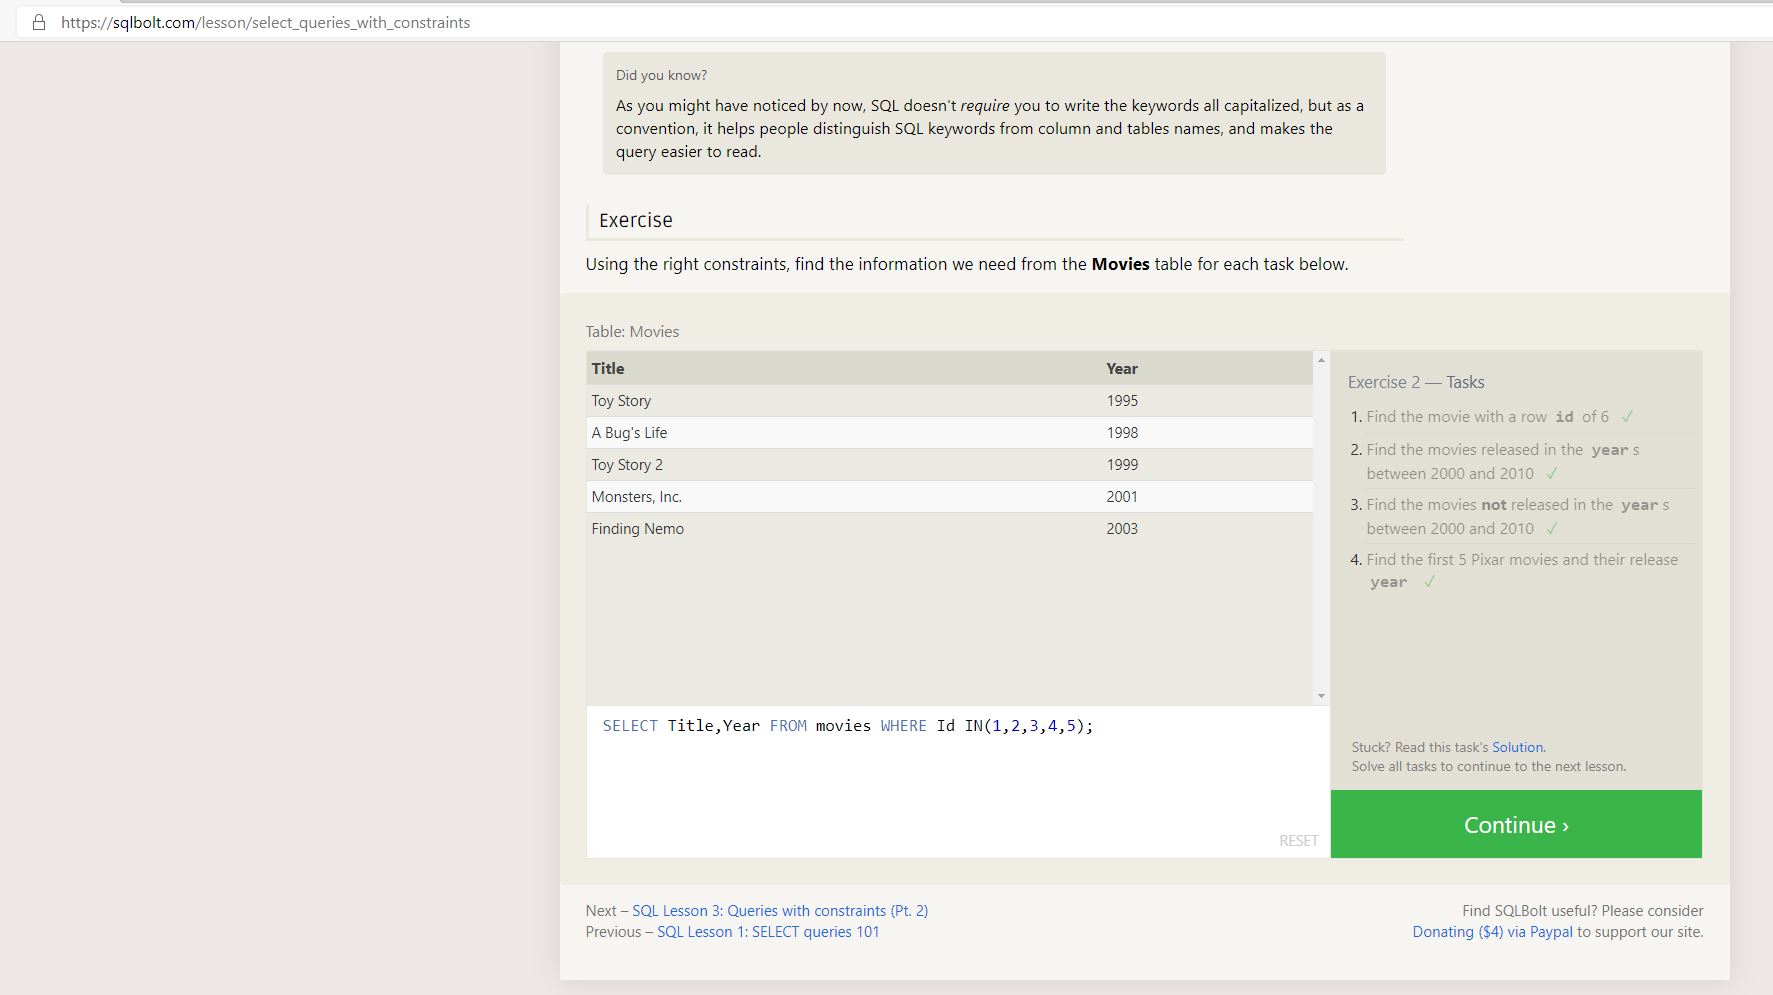 https://sqlbolt.com/lesson/select_queries_with_constraints
Did you know?
As you might have noticed by now, SQL doesn't require you to write the keywords all capitalized, but as a
convention, it helps people distinguish SQL keywords from column and tables names, and makes the
query easier to read.
Exercise
Using the right constraints, find the information we need from the Movies table for each task below.
Table: Movies
Title Year
Toy Story 1995
A Bug's Life 1998
Toy Story 2 1999
Monsters, Inc. 2001
Finding Nemo 2003
SELECT Title,Year FROM movies WHERE Id IN(1,2,3,4,5);
RESET
Exercise 2 — Tasks
1. Find the movie with a row id of 6 ✓
2. Find the movies released in the year s
between 2000 and 2010 ✓
3. Find the movies not released in the year s
between 2000 and 2010 ✓
4. Find the first 5 Pixar movies and their release
year ✓
Stuck? Read this task's Solution.
Solve all tasks to continue to the next lesson.
Continue ›
Next – SQL Lesson 3: Queries with constraints (Pt. 2)
Previous – SQL Lesson 1: SELECT queries 101
Find SQLBolt useful? Please consider
Donating ($4) via Paypal to support our site.